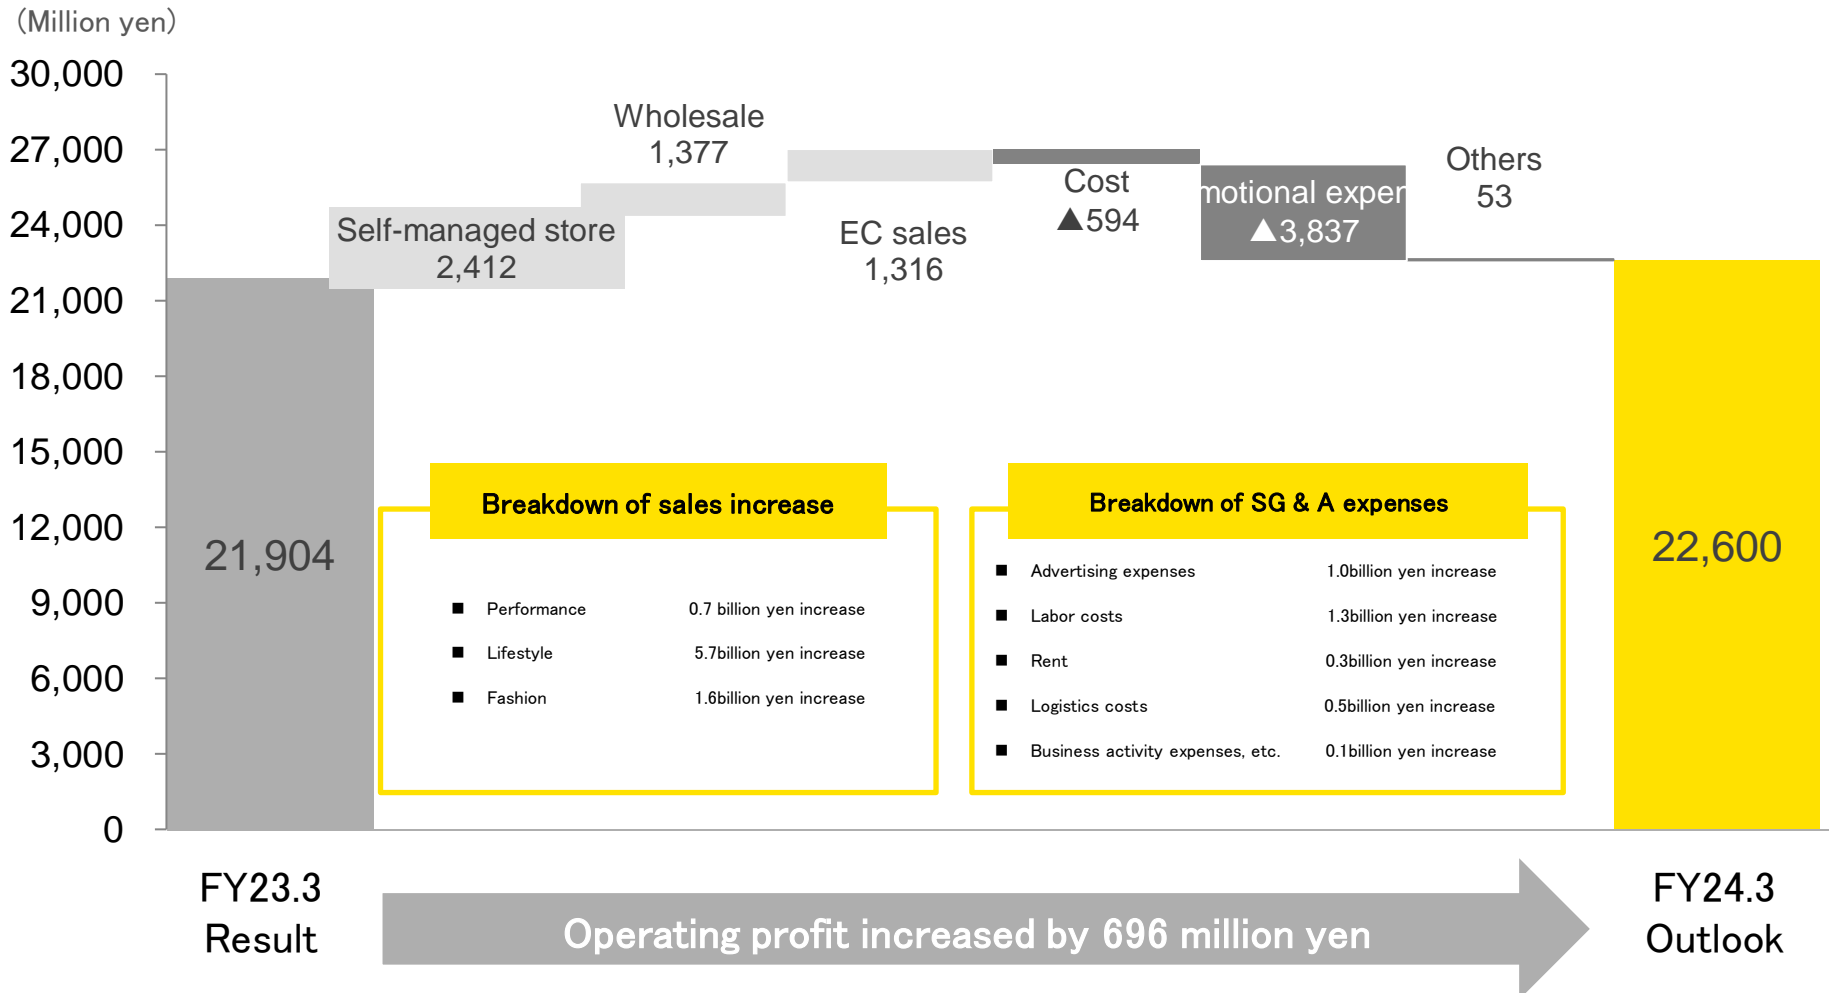 (Million yen)
30,000
27,000
24,000
21,000
18,000
15,000
12,000
9,000
6,000
3,000
0
21,904
Self-managed store
2,412
Wholesale
1,377
EC sales
1,316
Cost
▲594
motional exper
▲3,837
Others
53
22,600
Breakdown of sales increase
■ Performance 0.7 billion yen increase
■ Lifestyle 5.7billion yen increase
■ Fashion 1.6billion yen increase
Breakdown of SG & A expenses
■ Advertising expenses 1.0billion yen increase
■ Labor costs 1.3billion yen increase
■ Rent 0.3billion yen increase
■ Logistics costs 0.5billion yen increase
■ Business activity expenses, etc. 0.1billion yen increase
FY23.3
Result
Operating profit increased by 696 million yen
FY24.3
Outlook